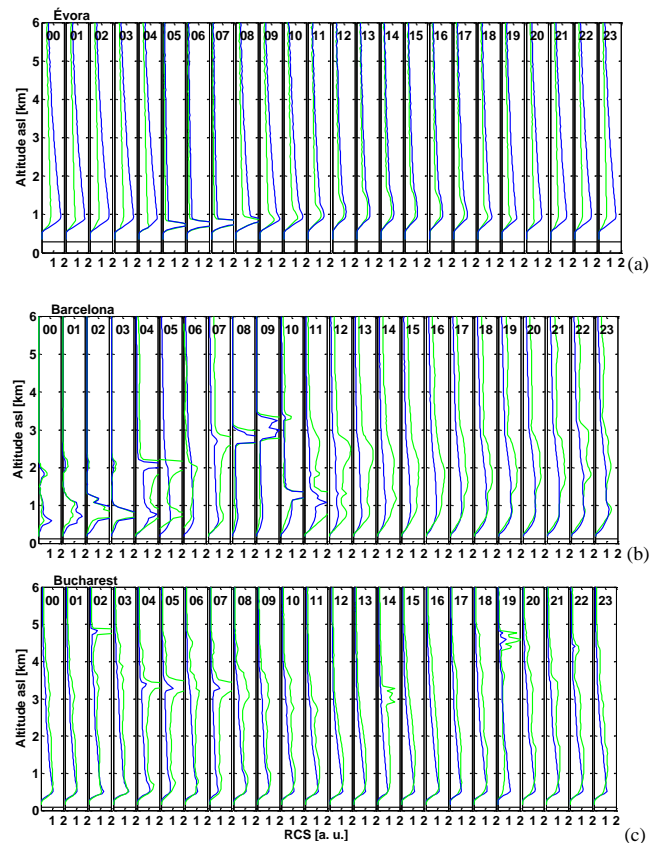 Évora
6
00 01 02 03 04 05 06 07 08 09 10 11 12 13 14 15 16 17 18 19 20 21 22 23
5
4
3
2
1
0
Altitude asl [km]
1 2 1 2 1 2 1 2 1 2 1 2 1 2 1 2 1 2 1 2 1 2 1 2 1 2 1 2 1 2 1 2 1 2 1 2 1 2 1 2 1 2 1 2 1 2 1 2
(a)
Barcelona
6
00 01 02 03 04 05 06 07 08 09 10 11 12 13 14 15 16 17 18 19 20 21 22 23
5
4
3
2
1
0
Altitude asl [km]
2 1 2 1 2 1 2 1 2 1 2 1 2 1 2 1 2 1 2 1 2 1 2 1 2 1 2 1 2 1 2 1 2 1 2 1 2 1 2 1 2 1 2 1 2 1 2 1 2
(b)
Bucharest
6
00 01 02 03 04 05 06 07 08 09 10 11 12 13 14 15 16 17 18 19 20 21 22 23
5
4
3
2
1
0
Altitude asl [km]
2 1 2 1 2 1 2 1 2 1 2 1 2 1 2 1 2 1 2 1 2 1 2 1 2 1 2 1 2 1 2 1 2 1 2 1 2 1 2 1 2 1 2 1 2 1 2 1 2
RCS [a. u.]
(c)